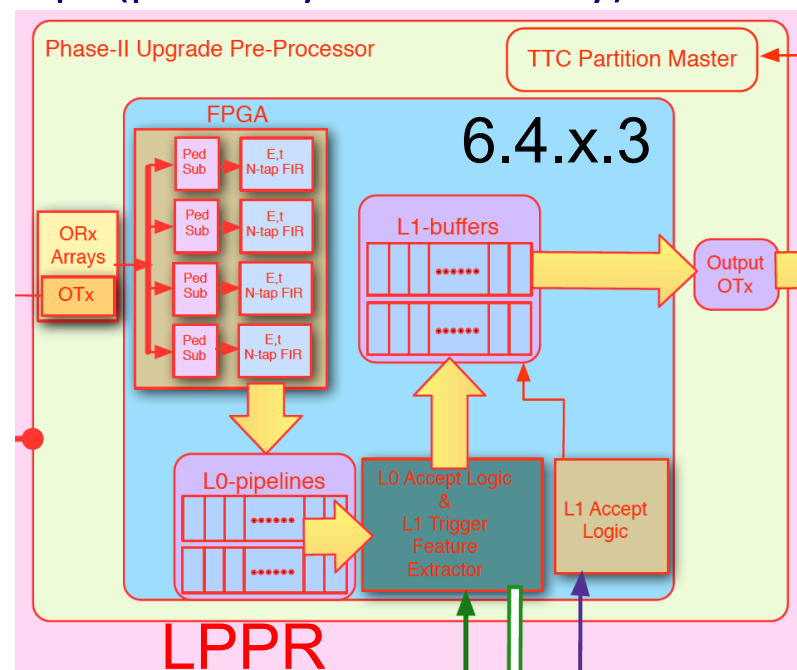 Phase-II Upgrade Pre-Processor
TTC Partition Master
FPGA
6.4.x.3
Ped
Sub
E,t
N-tap FIR
Ped
Sub
E,t
N-tap FIR
Ped
Sub
E,t
N-tap FIR
Ped
Sub
E,t
N-tap FIR
ORx
Arrays
OTx
L1-buffers
Output
OTx
L0-pipelines
L0 Accept Logic
&
L1 Trigger
Feature
Extractor
L1 Accept
Logic
LPPR